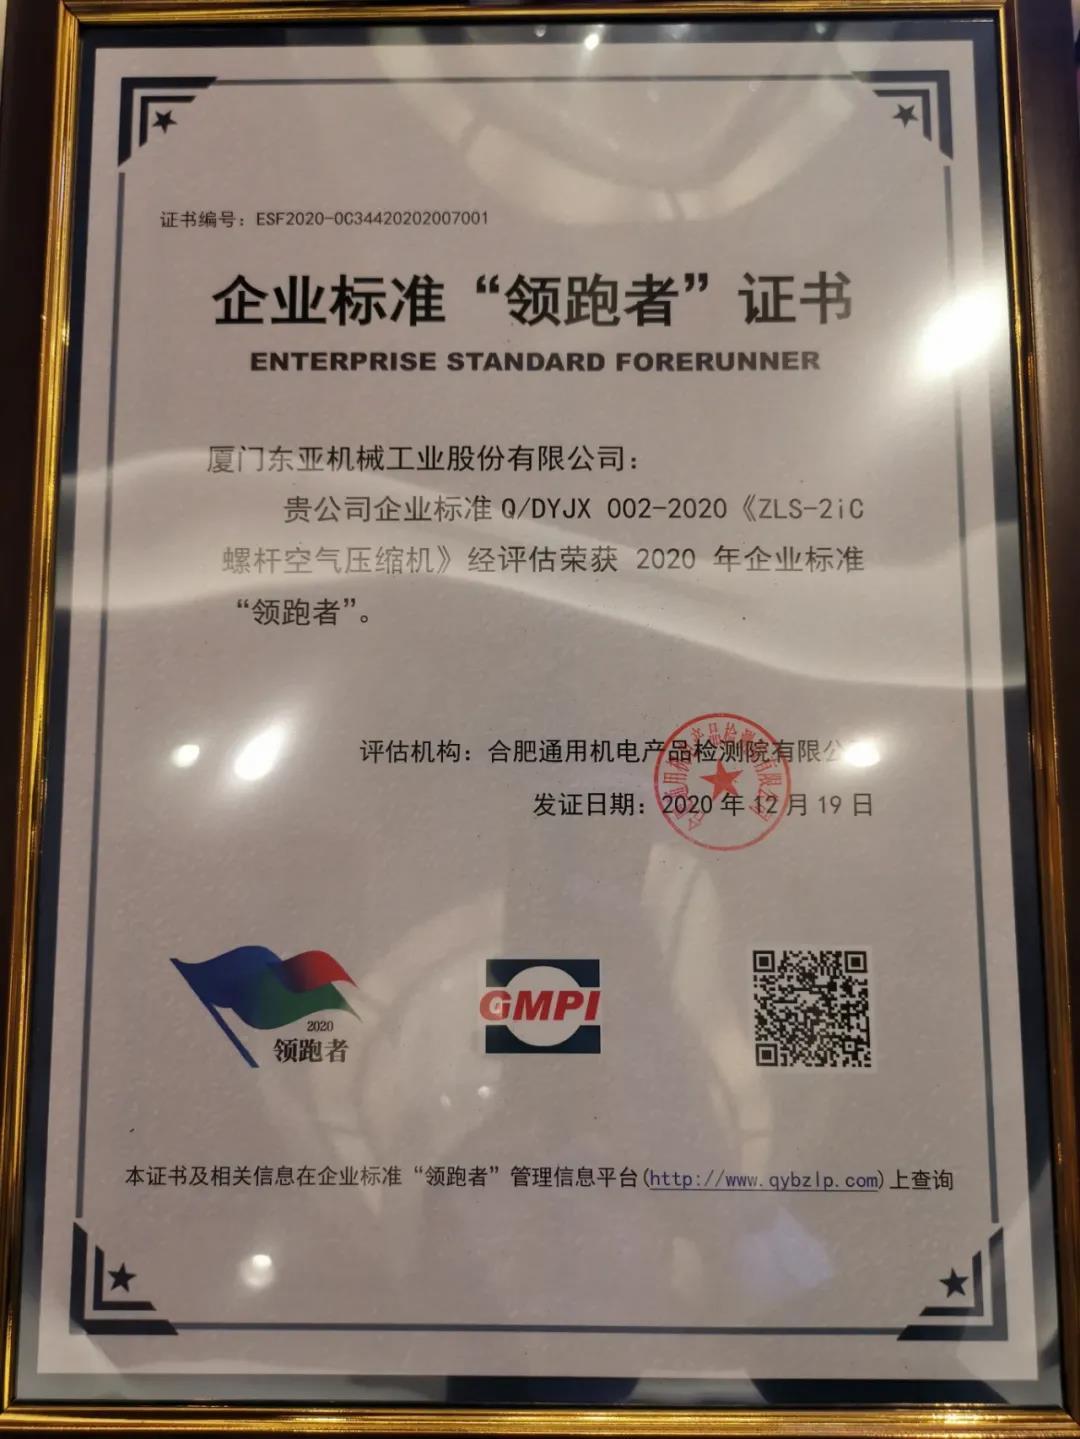 证书编号：ESF2020-0C34420202007001
企业标准“领跑者”证书
ENTERPRISE STANDARD FORERUNNER
厦门东亚机械工业股份有限公司：
贵公司企业标准 Q/DYJX 002-2020《ZLS-2iC
螺杆空气压缩机》经评估荣获 2020 年企业标准
“领跑者”。
评估机构：合肥通用机电产品检测院有限公
发证日期：2020 年 12 月 19 日
2020
领跑者
GMPI
本证书及相关信息在企业标准“领跑者”管理信息平台(http://www.qybzlp.com)上查询